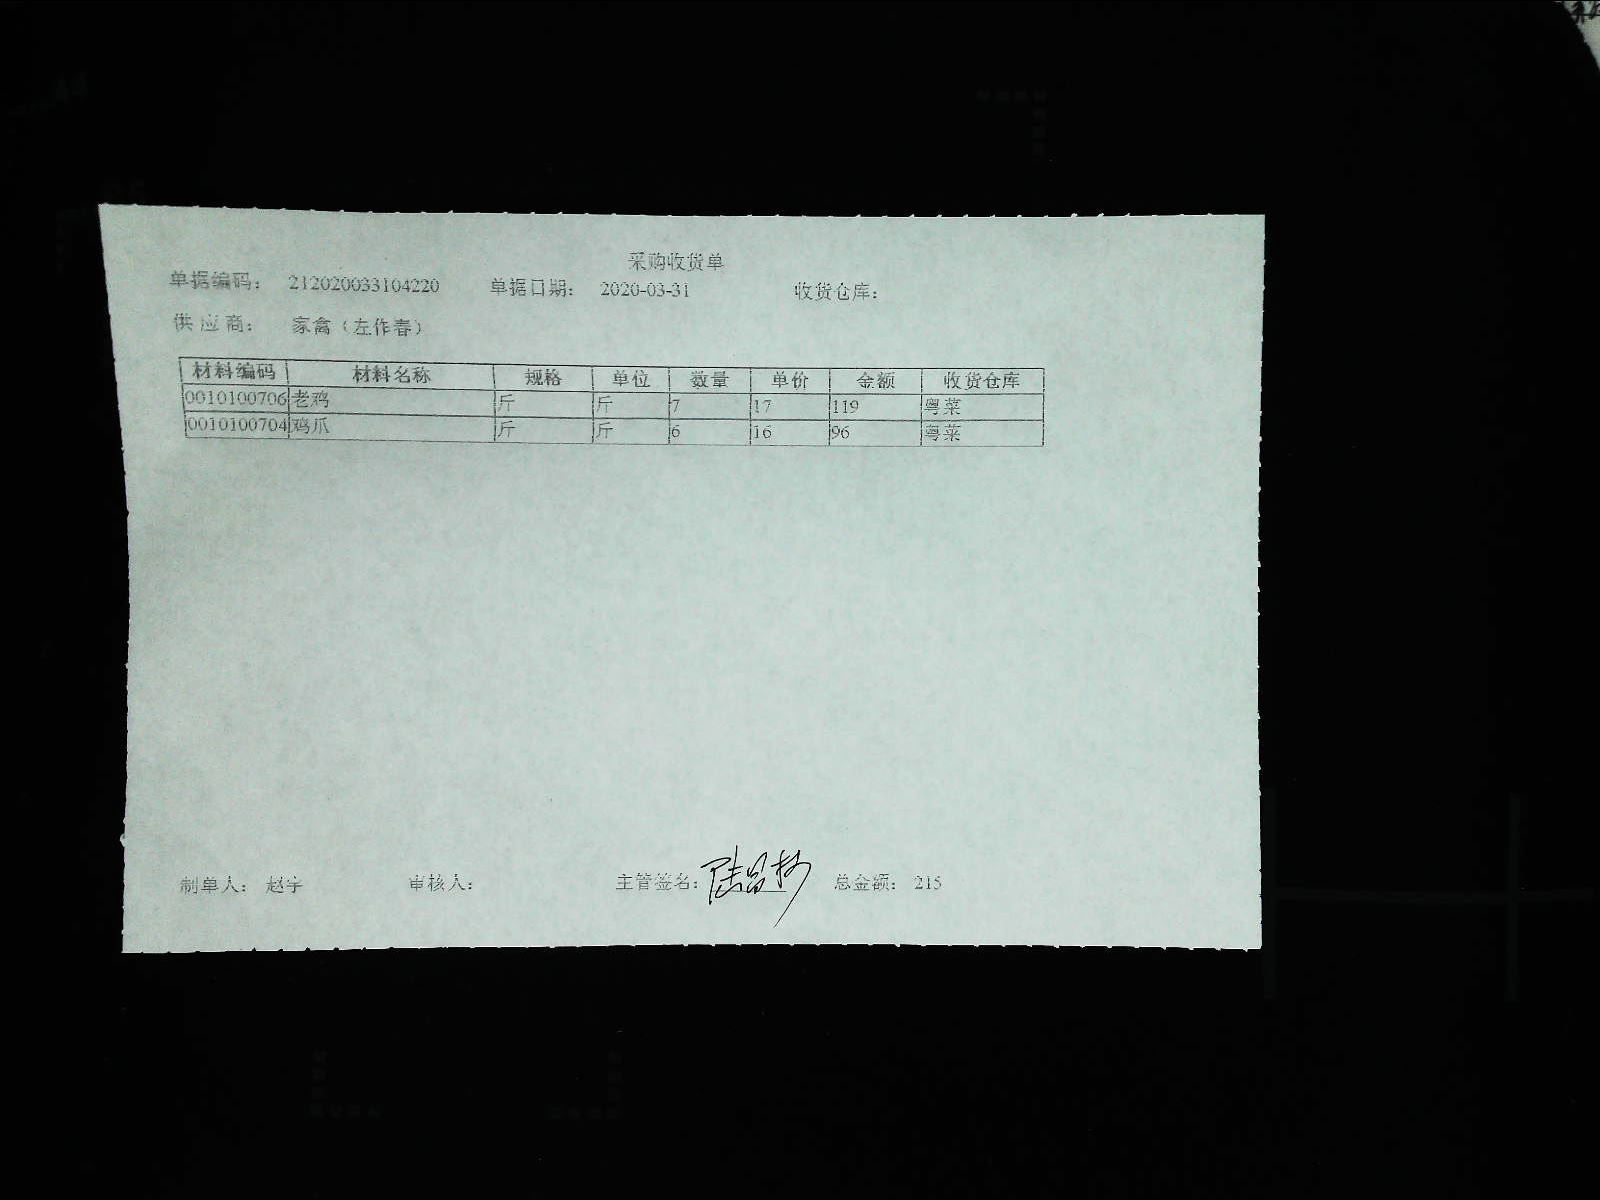 采购收货单
单据编码： 212020033104220 单据日期： 2020-03-31 收货仓库：
供应商： 家禽（左作春）
材料编码 材料名称 规格 单位 数量 单价 金额 收货仓库
0010100706 老鸡 斤 斤 7 17 119 粤菜
0010100704 鸡爪 斤 斤 6 16 96 粤菜
制单人： 赵宇 审核人： 主管签名： 总金额： 215